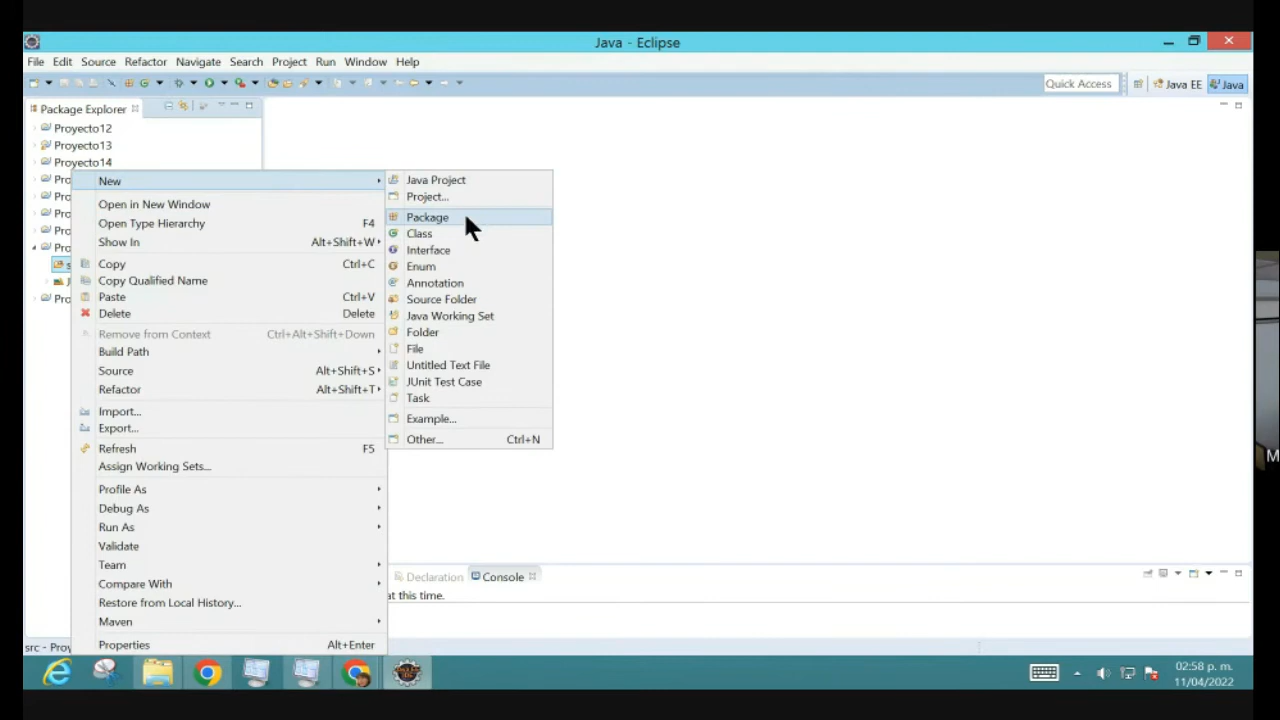 Java - Eclipse
File Edit Source Refactor Navigate Search Project Run Window Help
Quick Access Java EE Java
Package Explorer
Proyecto12
Proyecto13
Proyecto14
New
Open in New Window
Open Type Hierarchy F4
Show In Alt+Shift+W
Copy Ctrl+C
Copy Qualified Name
Paste Ctrl+V
Delete Delete
Remove from Context Ctrl+Alt+Shift+Down
Build Path
Source Alt+Shift+S
Refactor Alt+Shift+T
Import...
Export...
Refresh F5
Assign Working Sets...
Profile As
Debug As
Run As
Validate
Team
Compare With
Restore from Local History...
Maven
Properties Alt+Enter
Java Project
Project...
Package
Class
Interface
Enum
Annotation
Source Folder
Java Working Set
Folder
File
Untitled Text File
JUnit Test Case
Task
Example...
Other... Ctrl+N
Declaration Console
at this time.
src - Proy
02:58 p. m.
11/04/2022
M